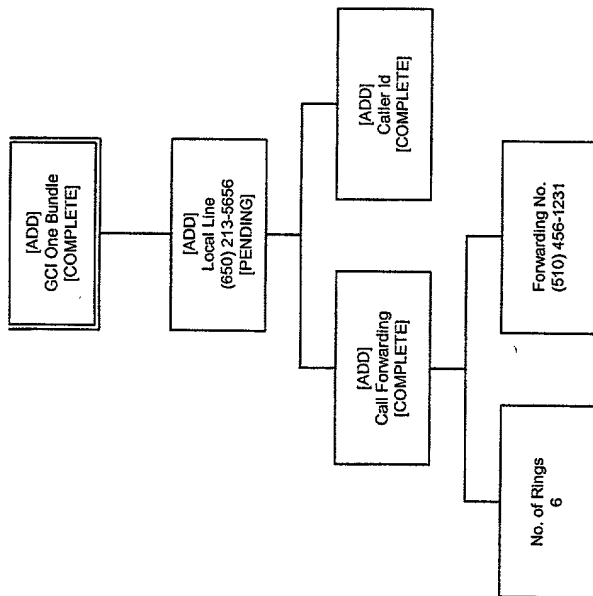 [ADD]
GCI One Bundle
[COMPLETE]
[ADD]
Local Line
(650) 213-5656
[PENDING]
[ADD]
Call Forwarding
[COMPLETE]
[ADD]
Caller Id
[COMPLETE]
No. of Rings
6
Forwarding No.
(510) 456-1231